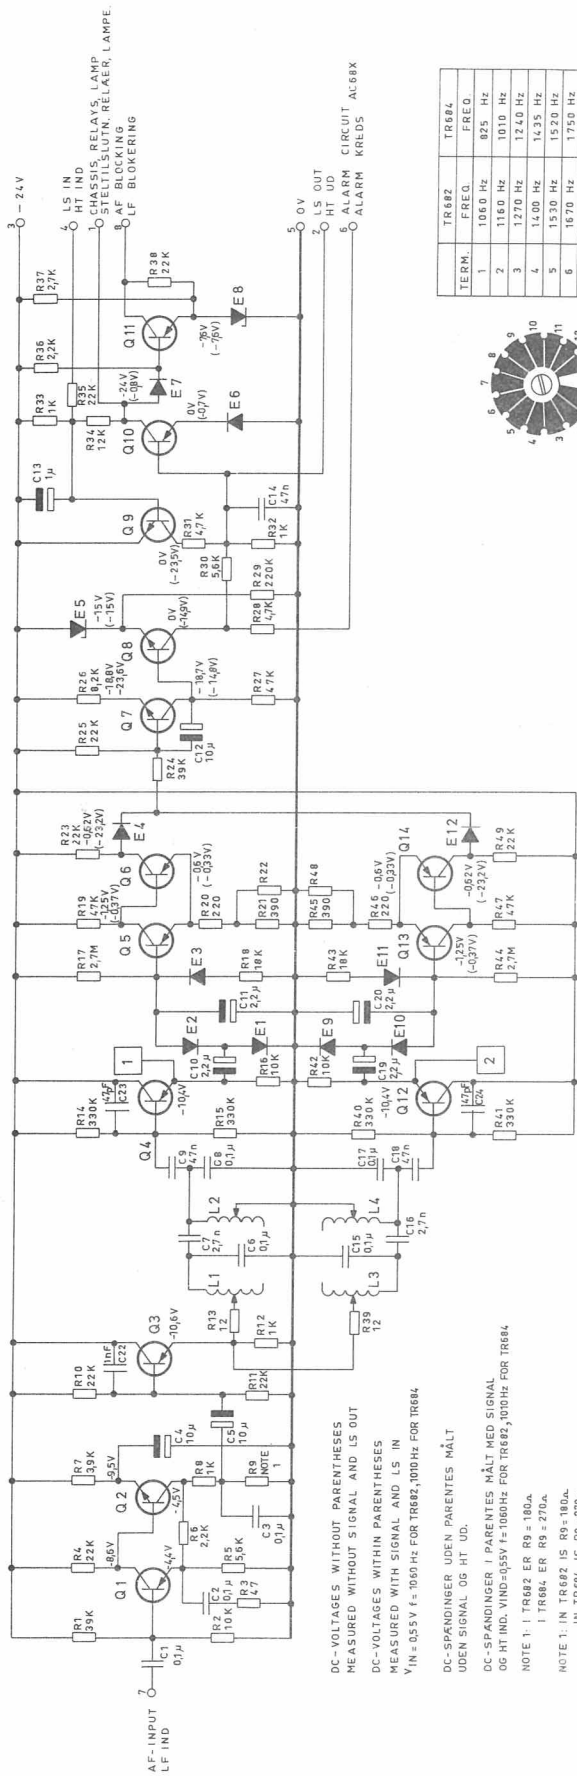 7
AF-INPUT
LF IND
C1
0,1µ
R1
39K
R2
10K
Q1
-8,6V
-4,4V
R4
22K
C2
0,1µ
R3
47
R5
5,6K
R6
2,2K
R7
3,9K
-9,5V
Q2
-4,5V
R8
1K
R9
NOTE
1
C3
0,1µ
C4
10µ
C5
10µ
R10
22K
1nF
C22
Q3
-10,6V
R11
22K
R12
1K
R13
12
R39
12
L1
L2
L3
L4
C7
2,7n
C6
0,1µ
C15
0,1µ
C16
2,7n
C9
47n
C8
0,1µ
C17
0,1µ
C18
47n
R14
330K
47pF
C23
Q4
-10,4V
R15
330K
R40
330K
-10,4V
Q12
47pF
C24
R41
330K
1
2
C10
2,2µ
R16
10K
R42
10K
C19
2,2µ
E2
E1
E9
E10
C11
2,2µ
C20
2,2µ
E3
E11
R17
2,7M
R18
18K
R43
18K
R44
2,7M
Q5
R19
47K
-1,25V
(-0,37V)
R20
220
R21
390
R22
R45
390
R48
R46
220
Q13
-1,25V
(-0,37V)
R47
47K
Q6
R23
22K
-0,62V
(-23,2V)
E4
-0,6V
(-0,33V)
-0,6V
(-0,33V)
Q14
-0,62V
(-23,2V)
E12
R49
22K
R24
39K
R25
22K
R26
8,2K
-18,8V
-23,6V
Q7
C12
10µ
-18,7V
(-14,8V)
R27
47K
E5
-15V
(-15V)
Q8
0V
(-14,9V)
R28
4,7K
R29
220K
R30
5,6K
Q9
0V
(-23,5V)
R31
4,7K
R32
1K
C14
47n
C13
1µ
R33
1K
R34
12K
R35
22K
Q10
-24V
(-0,8V)
0V
(-0,7V)
E6
E7
R36
2,2K
R37
2,7K
Q11
R38
22K
-7,6V
(-7,6V)
E8
3
-24V
4
LS IN
HT IND
1
CHASSIS, RELAYS, LAMP
STELTILSLUTN. RELÆER, LAMPE.
8
AF BLOCKING
LF BLOKERING
5
0V
2
LS OUT
HT UD
6
ALARM CIRCUIT AC68X
ALARM KREDS
DC-VOLTAGES WITHOUT PARENTHESES
MEASURED WITHOUT SIGNAL AND LS OUT
DC-VOLTAGES WITHIN PARENTHESES
MEASURED WITH SIGNAL AND LS IN
VIN = 0,55V f = 1060 Hz FOR TR682, 1010Hz FOR TR684
DC-SPÆNDINGER UDEN PARENTES MÅLT
UDEN SIGNAL OG HT UD.
DC-SPÆNDINGER I PARENTES MÅLT MED SIGNAL
OG HT IND. VIND=0,55V f=1060Hz FOR TR682,1010Hz FOR TR684
NOTE 1: I TR682 ER R9 = 180Ω
I TR684 ER R9 = 270Ω
NOTE 1: IN TR682 IS R9=180Ω
3
4
5
6
7
8
9
10
11
TR682 TR684
TERM. FREQ. FREQ.
1 1060 Hz 825 Hz
2 1160 Hz 1010 Hz
3 1270 Hz 1240 Hz
4 1400 Hz 1435 Hz
5 1530 Hz 1520 Hz
6 1670 Hz 1750 Hz